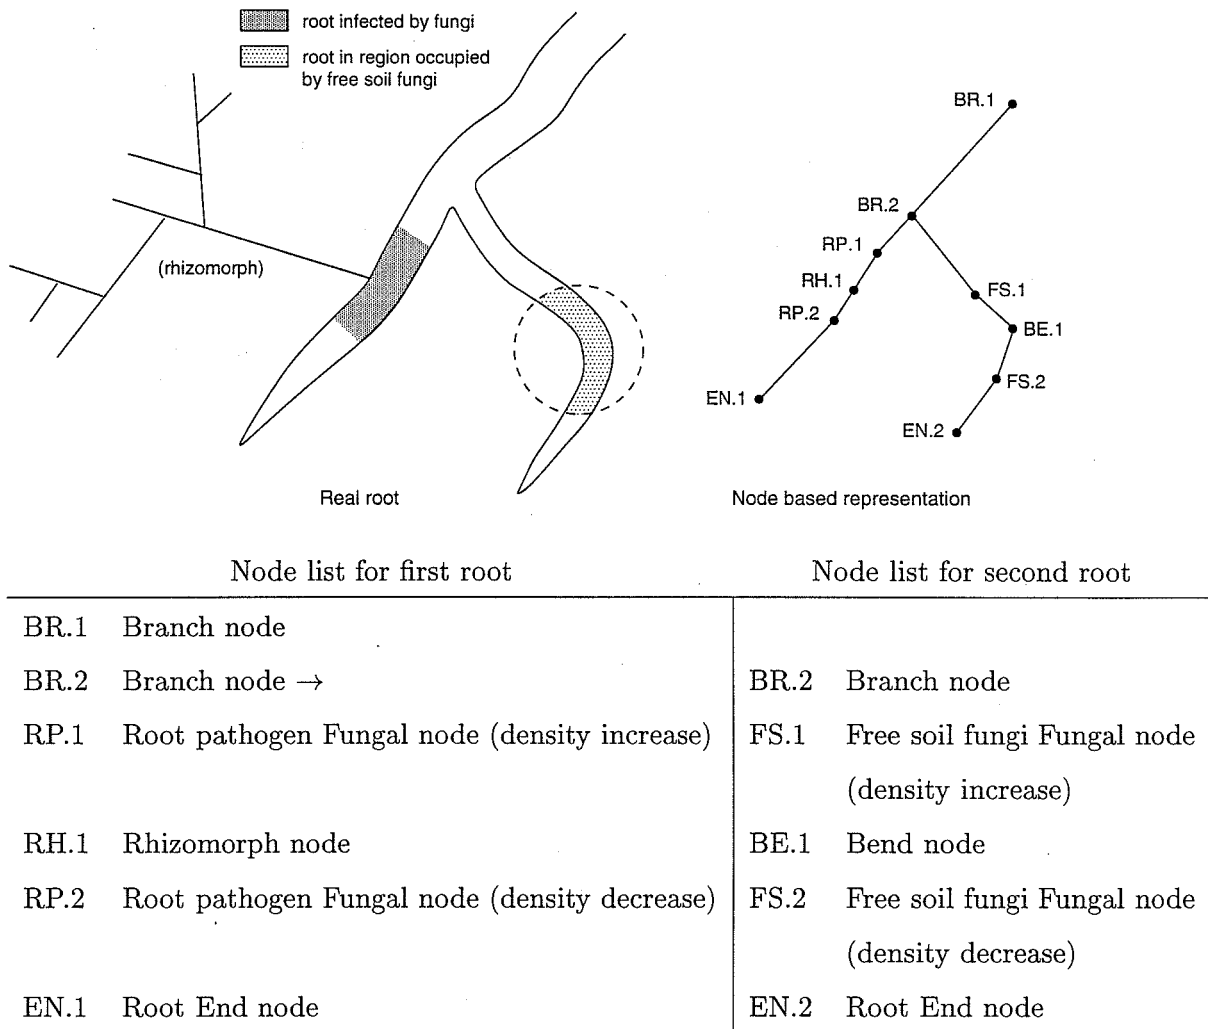 root infected by fungi
root in region occupied
by free soil fungi
(rhizomorph)
BR.1
BR.2
RP.1
RH.1
FS.1
RP.2
BE.1
FS.2
EN.1
EN.2
Real root
Node based representation
Node list for first root
Node list for second root
BR.1 Branch node
BR.2 Branch node →
BR.2 Branch node
RP.1 Root pathogen Fungal node (density increase)
FS.1 Free soil fungi Fungal node
(density increase)
RH.1 Rhizomorph node
BE.1 Bend node
RP.2 Root pathogen Fungal node (density decrease)
FS.2 Free soil fungi Fungal node
(density decrease)
EN.1 Root End node
EN.2 Root End node